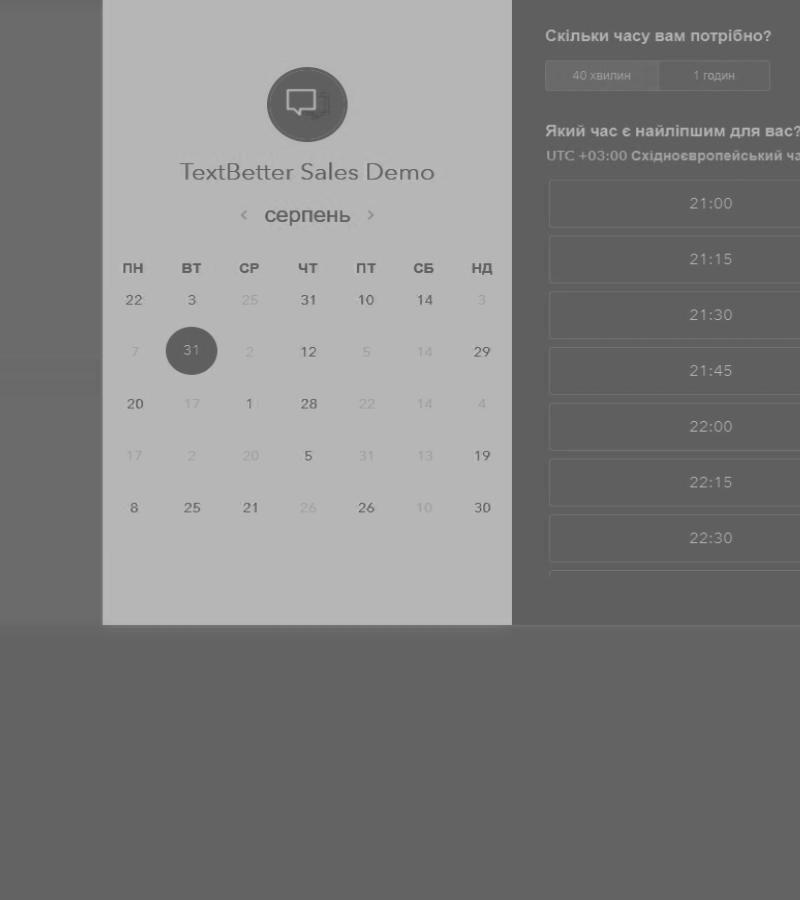 TextBetter Sales Demo
‹ серпень ›
ПН ВТ СР ЧТ ПТ СБ НД
22 3 25 31 10 14 3
7 31 2 12 5 14 29
20 17 1 28 22 14 4
17 2 20 5 31 13 19
8 25 21 26 26 10 30
Скільки часу вам потрібно?
40 хвилин 1 годин
Який час є найліпшим для вас?
UTC +03:00 Східноєвропейський ча
21:00
21:15
21:30
21:45
22:00
22:15
22:30